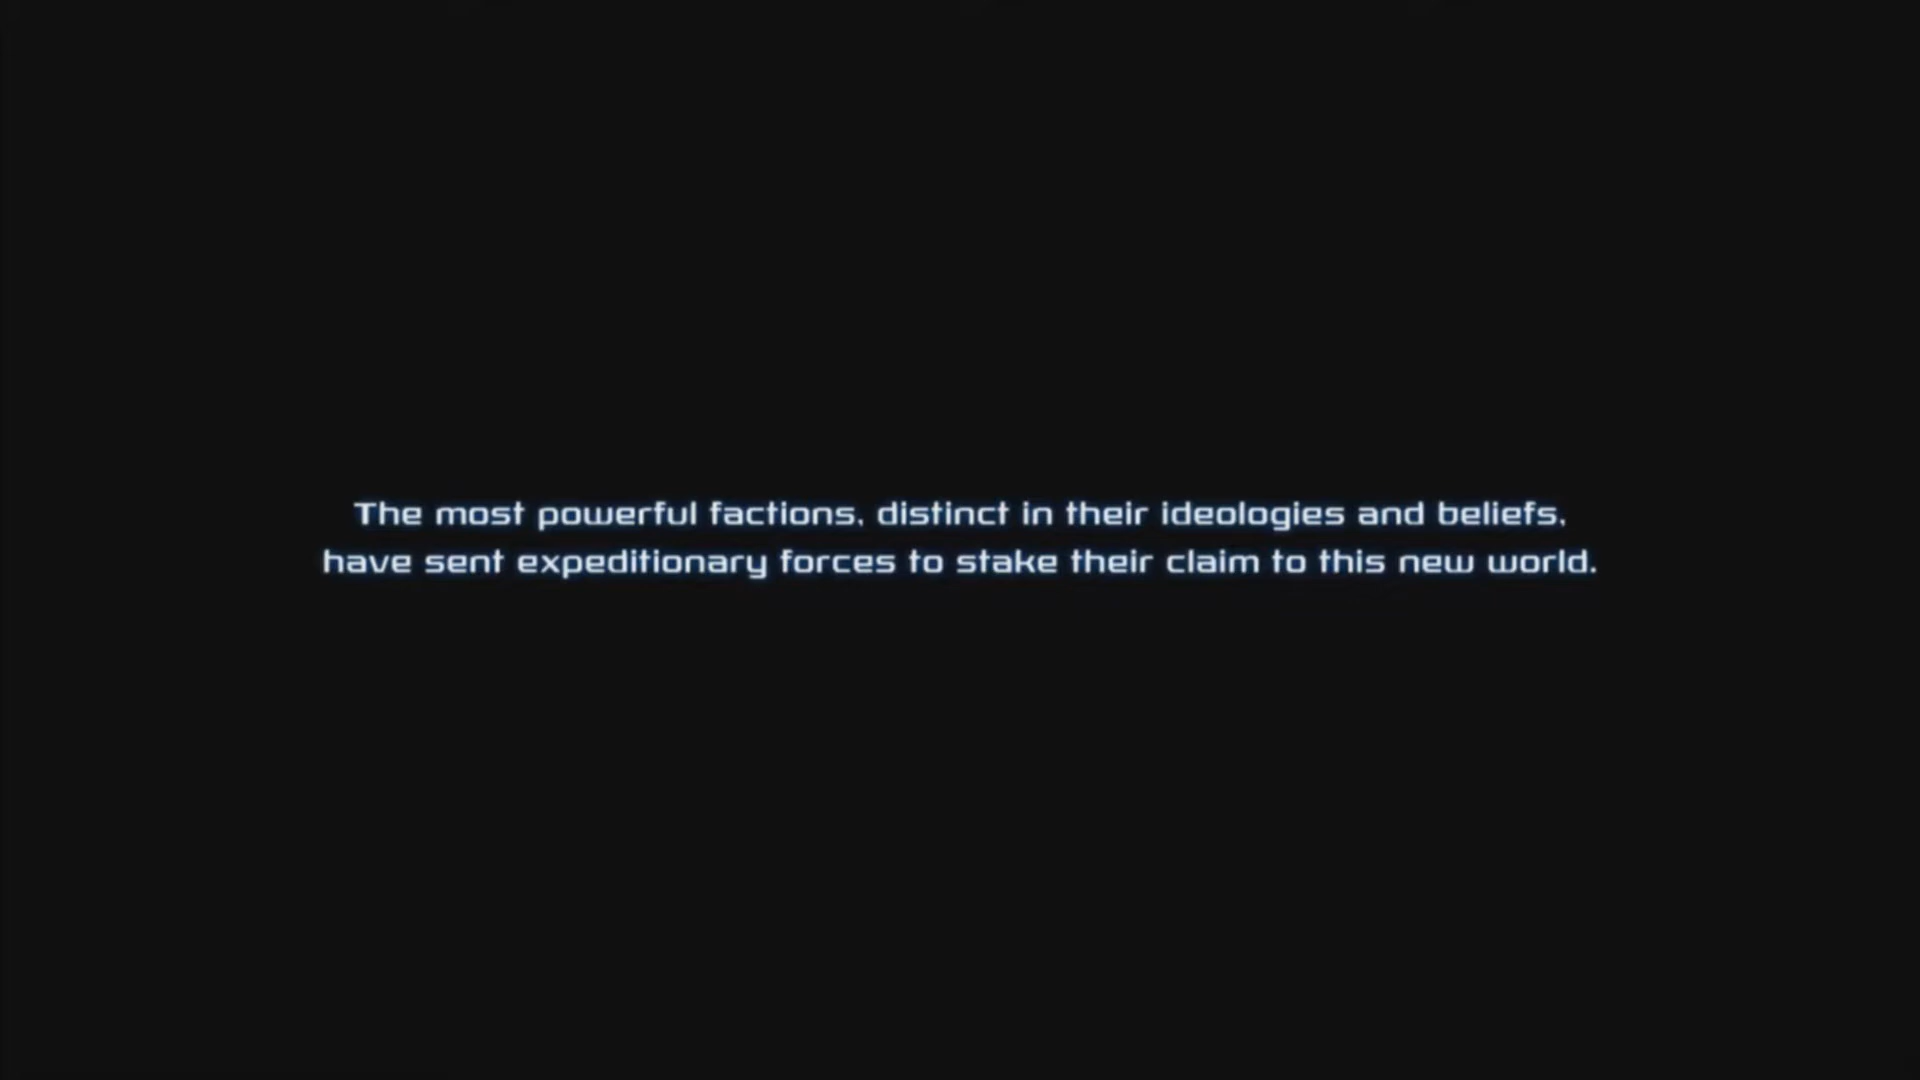 The most powerful factions, distinct in their ideologies and beliefs,
have sent expeditionary forces to stake their claim to this new world.